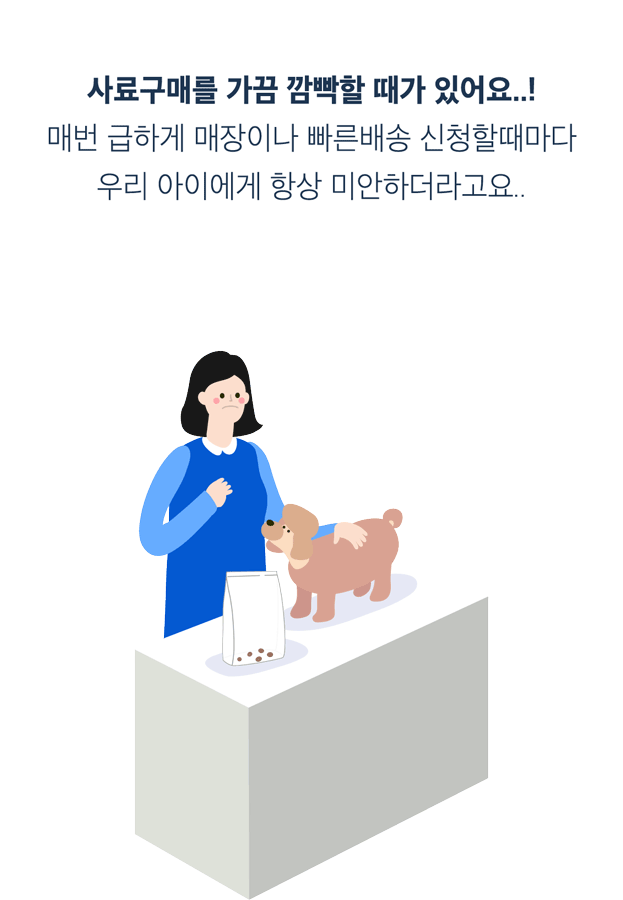 사료구매를 가끔 깜빡할 때가 있어요..!
매번 급하게 매장이나 빠른배송 신청할때마다
우리 아이에게 항상 미안하더라고요..